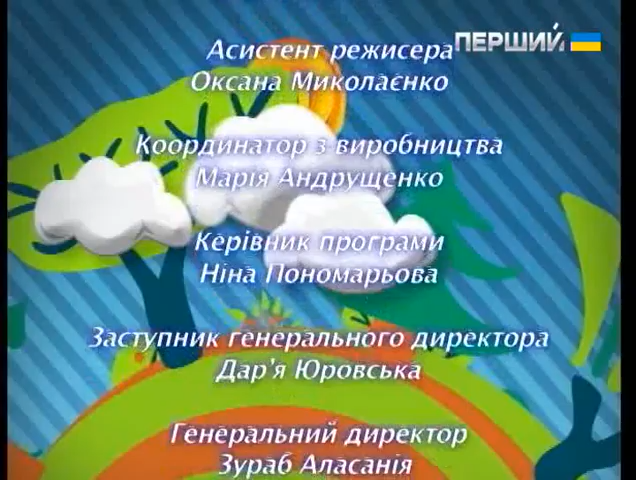 ПЕРШИЙ
Асистент режисера
Оксана Миколаєнко
Координатор з виробництва
Марія Андрущенко
Керівник програми
Ніна Пономарьова
Заступник генерального директора
Дар'я Юровська
Генеральний директор
Зураб Аласанія